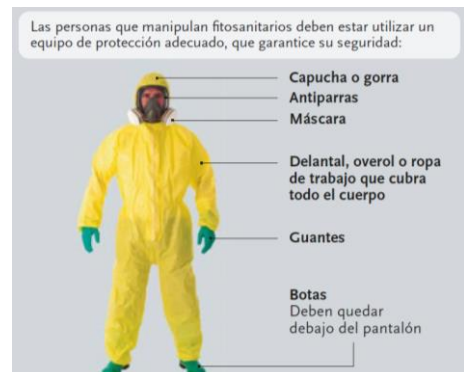 Las personas que manipulan fitosanitarios deben estar utilizar un
equipo de protección adecuado, que garantice su seguridad:
Capucha o gorra
Antiparras
Máscara
Delantal, overol o ropa
de trabajo que cubra
todo el cuerpo
Guantes
Botas
Deben quedar
debajo del pantalón